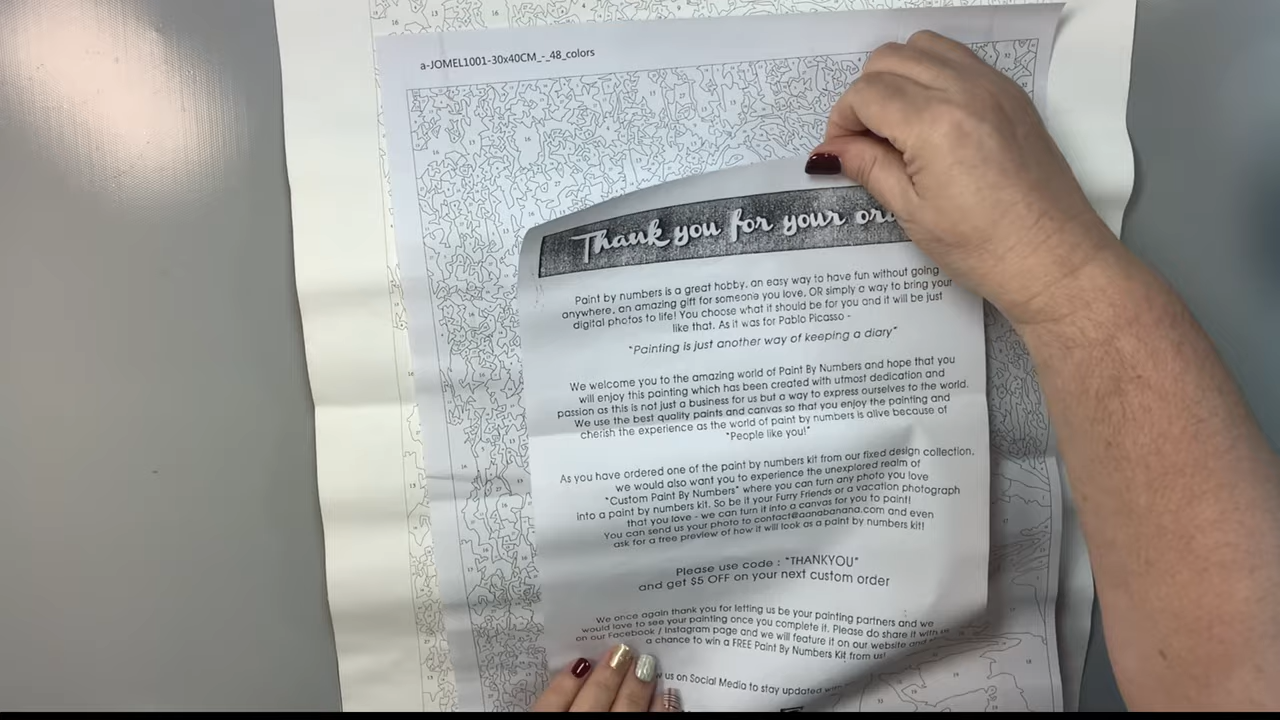 a-JOMEL1001-30x40CM_-_48_colors
Thank you for your
Paint by numbers is a great hobby, an easy way to have fun without going
anywhere, an amazing gift for someone you love, OR simply a way to bring your
digital photos to life! You choose what it should be for you and it will be just
like that. As it was for Pablo Picasso -
"Painting is just another way of keeping a diary"
We welcome you to the amazing world of Paint By Numbers and hope that you
will enjoy this painting which has been created with utmost dedication and
passion as this is not just a business for us but a way to express ourselves to the world.
We use the best quality paints and canvas so that you enjoy the painting and
cherish the experience as the world of paint by numbers is alive because of
"People like you!"
As you have ordered one of the paint by numbers kit from our fixed design collection,
we would also want you to experience the unexplored realm of
"Custom Paint By Numbers" where you can turn any photo you love
into a paint by numbers kit. So be it your Furry Friends or a vacation photograph
that you love - we can turn it into a canvas for you to paint!
You can send us your photo to contact@aanabanana.com and even
ask for a free preview of how it will look as a paint by numbers kit!
Please use code : "THANKYOU"
and get $5 OFF on your next custom order
We once again thank you for letting us be your painting partners and we
would love to see your painting once you complete it. Please do share it with us
on our Facebook / Instagram page and we will feature it on our website and
a chance to win a FREE Paint By Numbers Kit from us!
us on Social Media to stay updated with